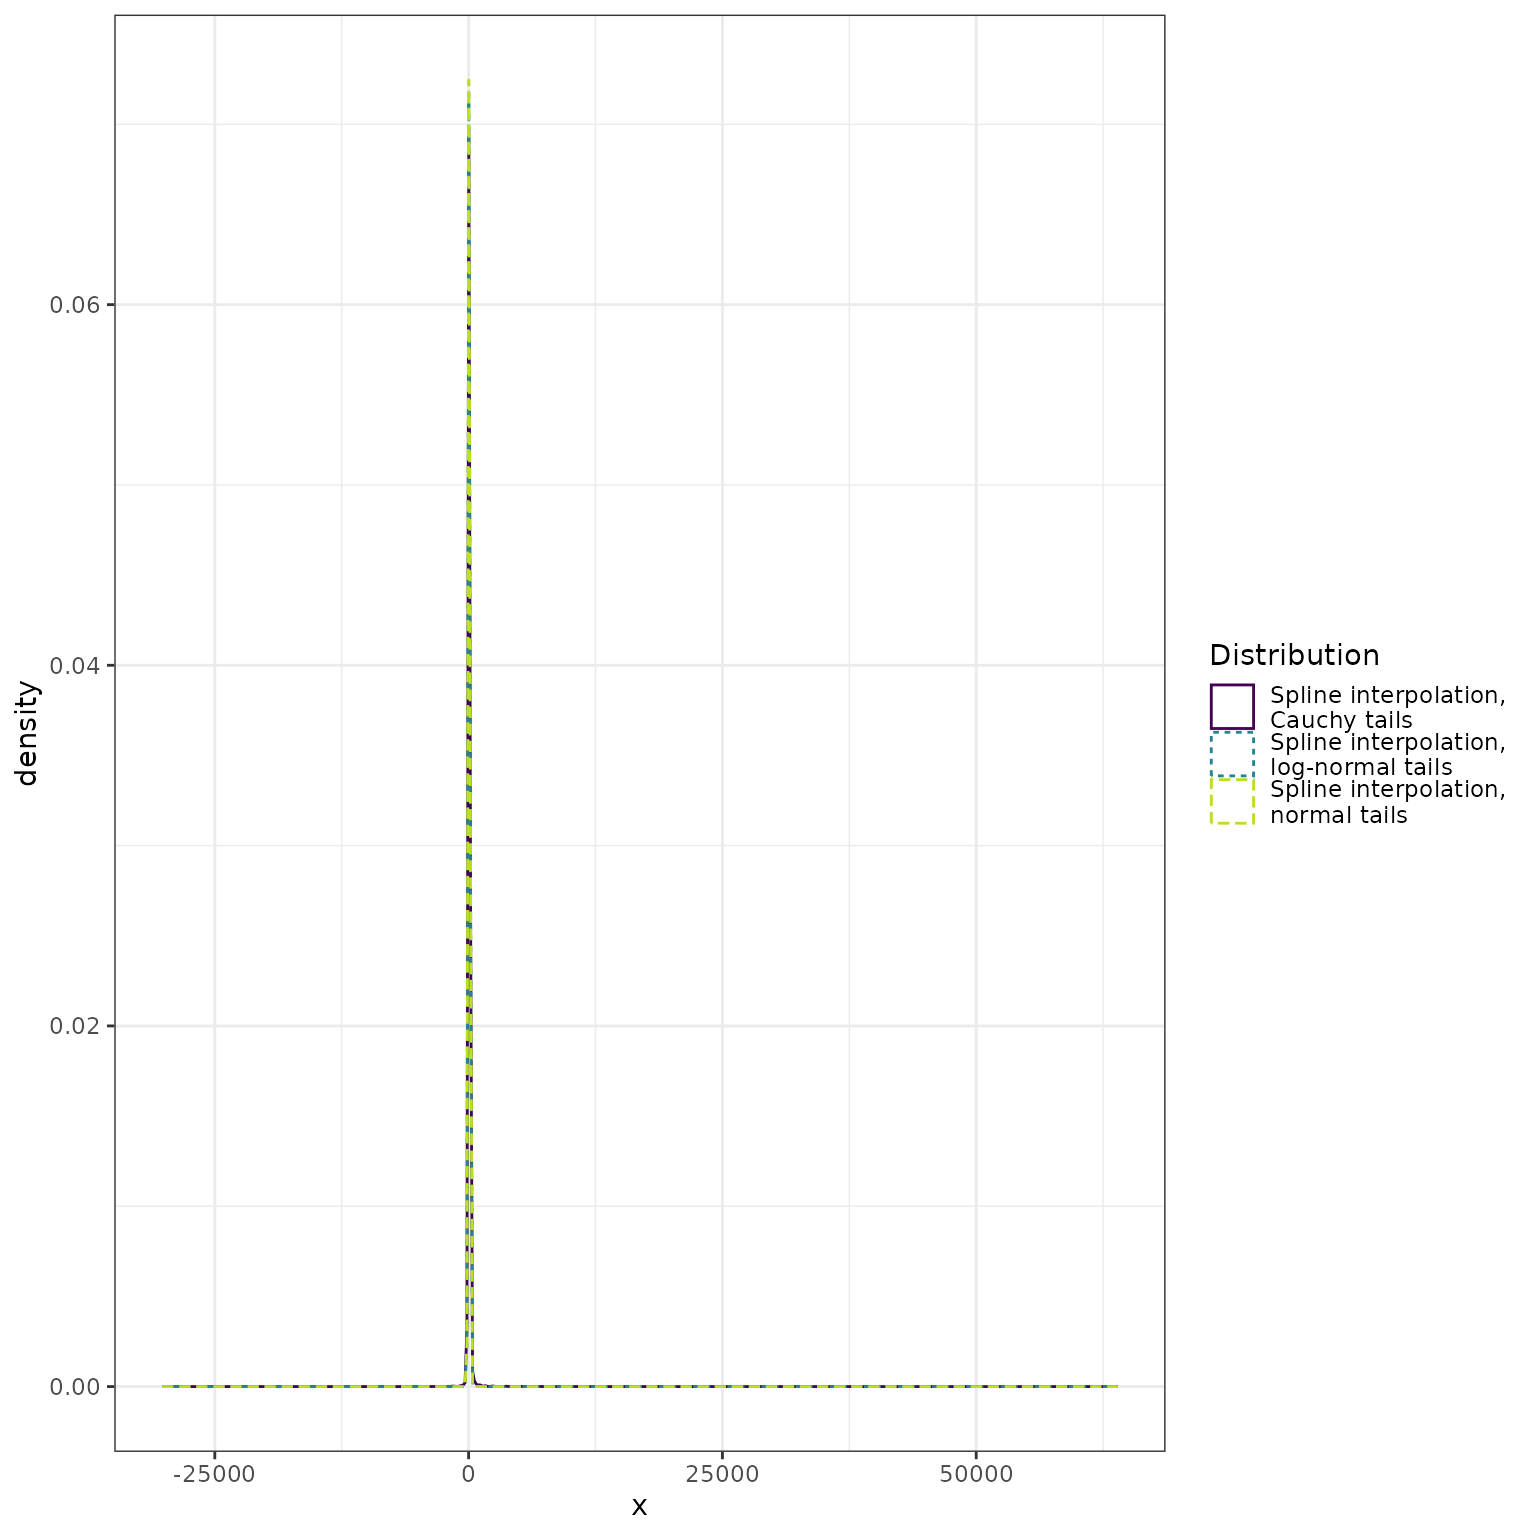 0.06
0.04
0.02
0.00
density
-25000
0
25000
50000
x
Distribution
Spline interpolation,
Cauchy tails
Spline interpolation,
log-normal tails
Spline interpolation,
normal tails